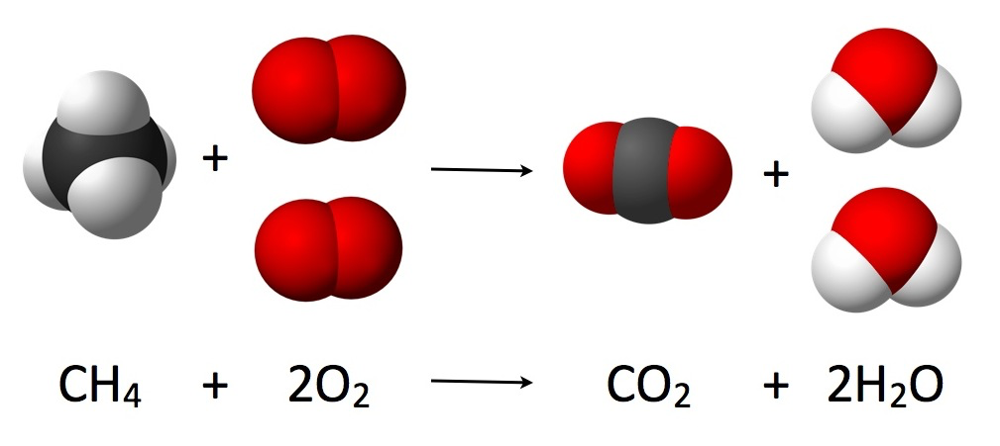 + → +
CH₄ + 2O₂ → CO₂ + 2H₂O